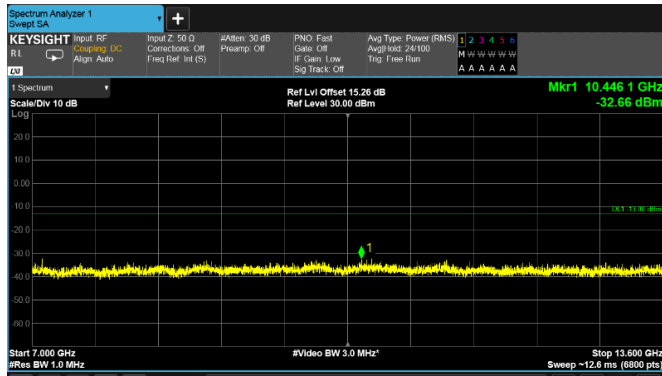 Spectrum Analyzer 1
Swept SA
KEYSIGHT Input: RF Input Z: 50 Ω #Atten: 30 dB PNO: Fast Avg Type: Power (RMS) 1 2 3 4 5 6
RL Coupling: DC Corrections: Off Preamp: Off Gate: Off Avg|Hold: 24/100 M W W W W W
Align: Auto Freq Ref: Int (S) IF Gain: Low Trig: Free Run
LXI Sig Track: Off A A A A A A
1 Spectrum Ref Lvl Offset 15.26 dB Mkr1 10.446 1 GHz
Scale/Div 10 dB Ref Level 30.00 dBm -32.66 dBm
Log
20.0
10.0
0.00
-10.0 DL1 -13.00 dBm
-20.0
-30.0 1
-40.0
-50.0
-60.0
Start 7.000 GHz #Video BW 3.0 MHz* Stop 13.600 GHz
#Res BW 1.0 MHz Sweep ~12.6 ms (6800 pts)